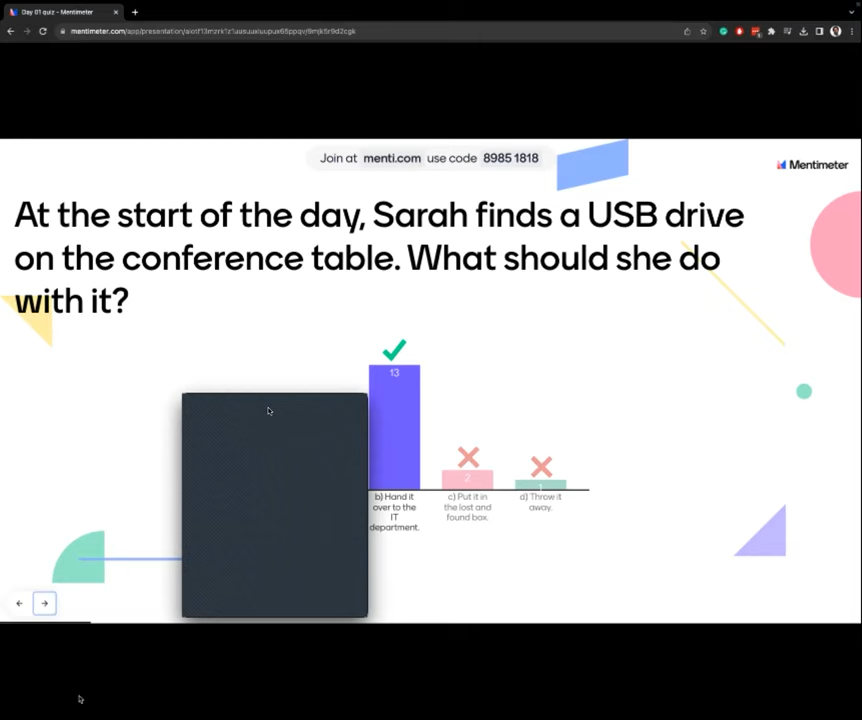 Day 01 quiz - Mentimeter
Join at menti.com use code 8985 1818
Mentimeter
At the start of the day, Sarah finds a USB drive
on the conference table. What should she do
with it?
13
2
1
b) Hand it
over to the
IT
department.
c) Put it in
the lost and
found box.
d) Throw it
away.